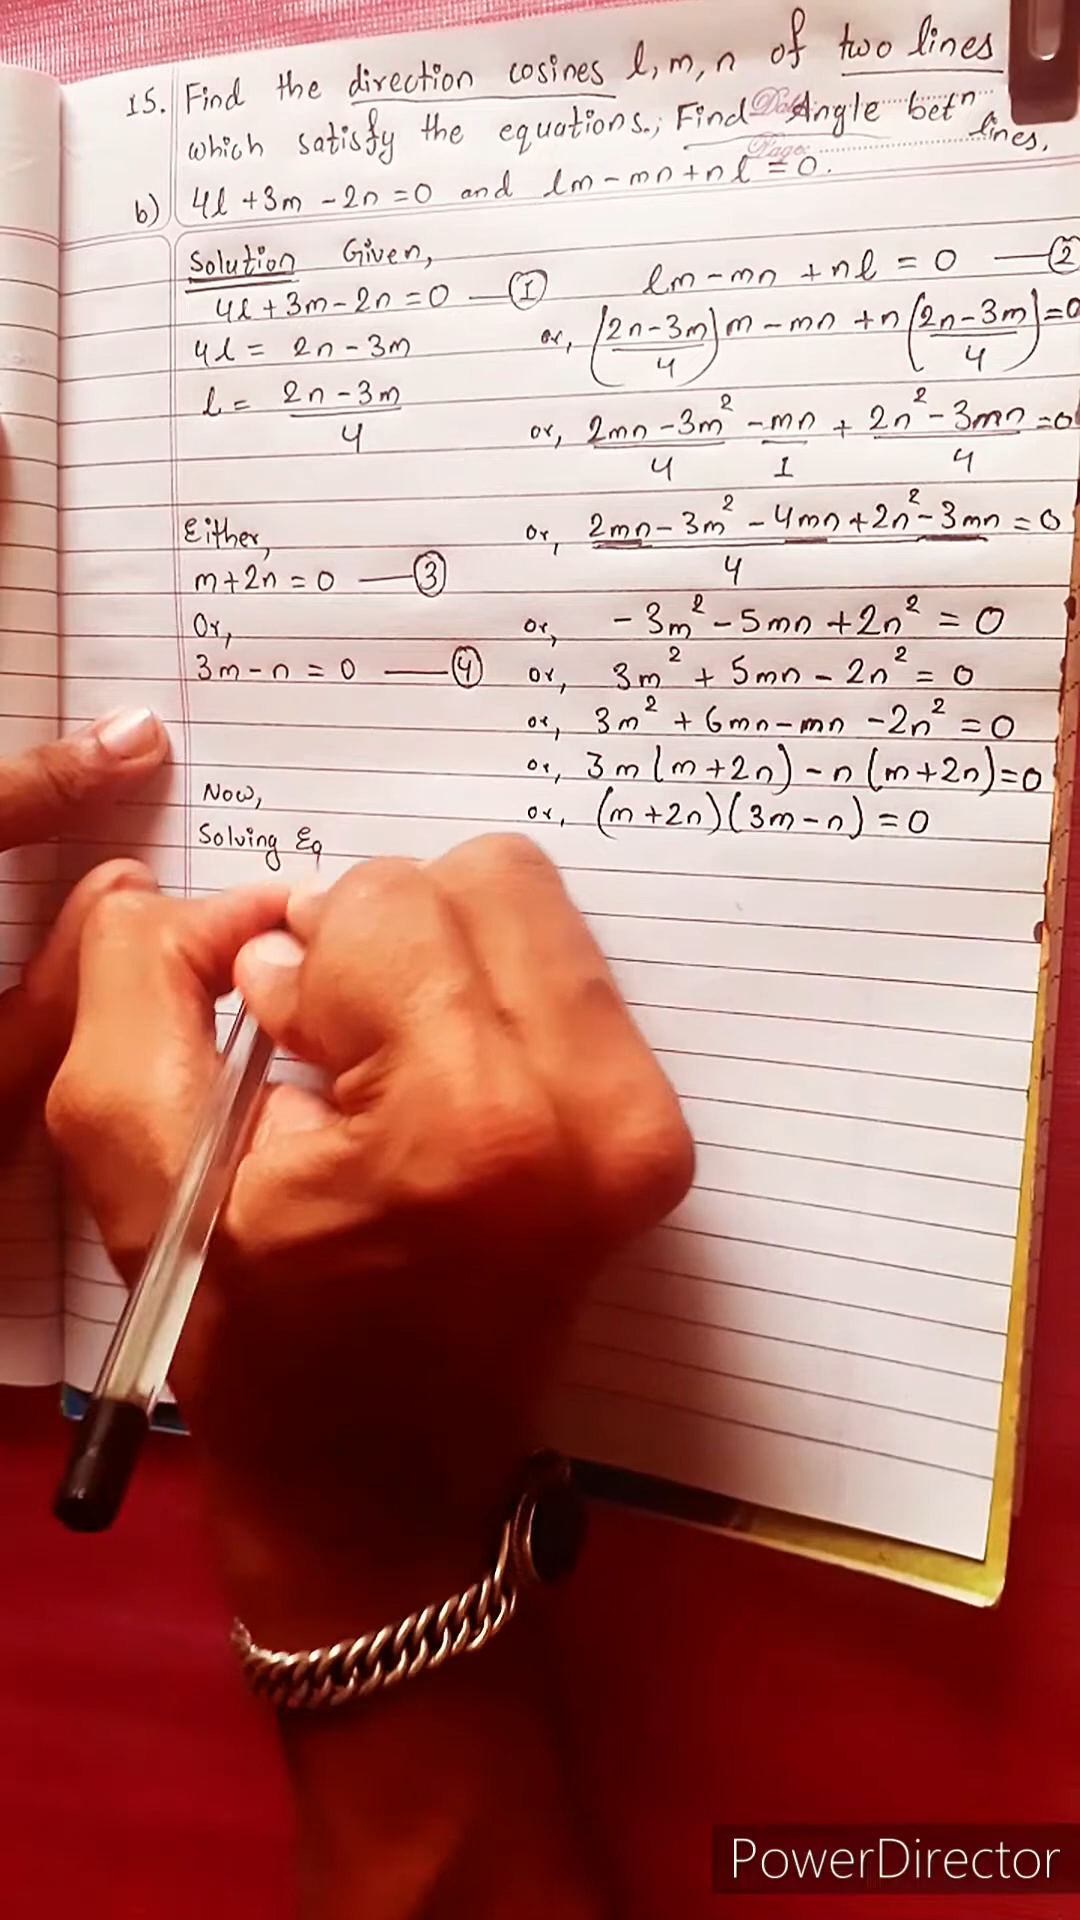 15. Find the direction cosines l, m, n of two lines
which satisfy the equations.; Find Angle betn lines.
b) 4l + 3m - 2n = 0 and lm - mn + nl = 0.
Solution Given,
4l + 3m - 2n = 0 — (1)
4l = 2n - 3m
l = (2n - 3m)/4
lm - mn + nl = 0 — (2)
or, ((2n - 3m)/4) m - mn + n ((2n - 3m)/4) = 0
or, (2mn - 3m²)/4 - mn/1 + (2n² - 3mn)/4 = 0
or, (2mn - 3m² - 4mn + 2n² - 3mn)/4 = 0
or, - 3m² - 5mn + 2n² = 0
or, 3m² + 5mn - 2n² = 0
or, 3m² + 6mn - mn - 2n² = 0
or, 3m (m + 2n) - n (m + 2n) = 0
or, (m + 2n) (3m - n) = 0
Either,
m + 2n = 0 — (3)
Or,
3m - n = 0 — (4)
Now,
Solving Eq
PowerDirector